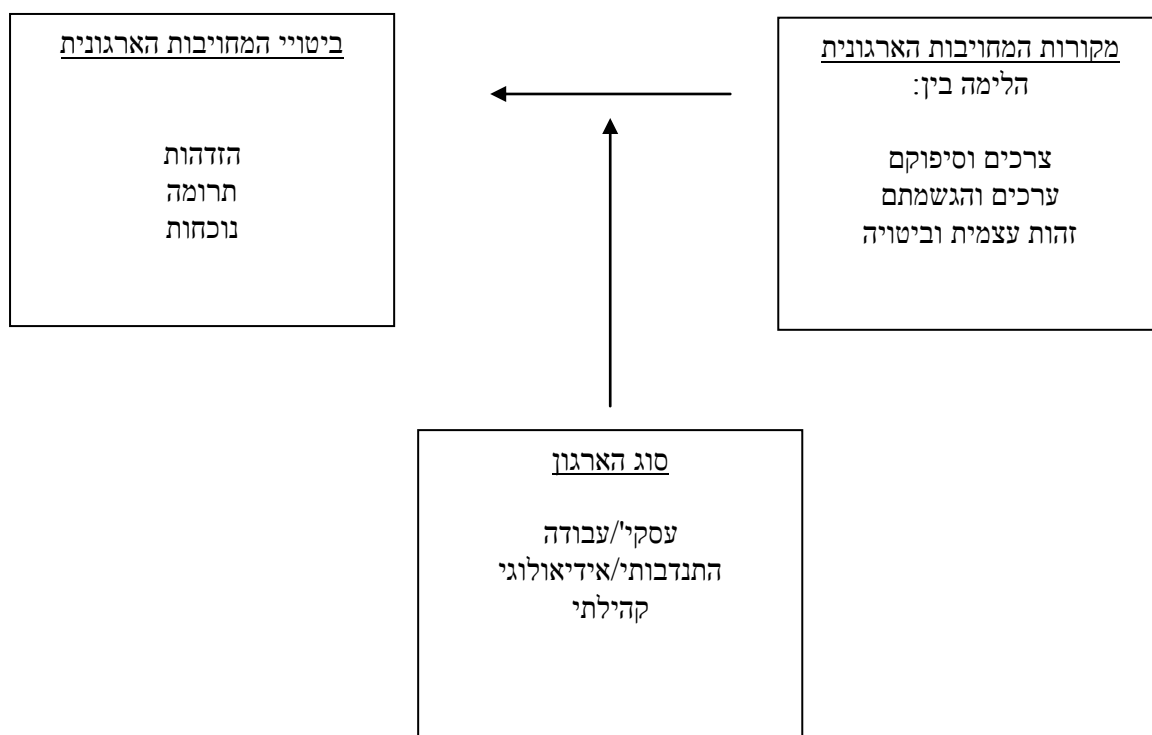 מקורות המחויבות הארגונית
הלימה בין:
צרכים וסיפוקם
ערכים והגשמתם
זהות עצמית וביטויה
ביטויי המחויבות הארגונית
הזדהות
תרומה
נוכחות
סוג הארגון
עסקי'/עבודה
התנדבותי/אידיאולוגי
קהילתי